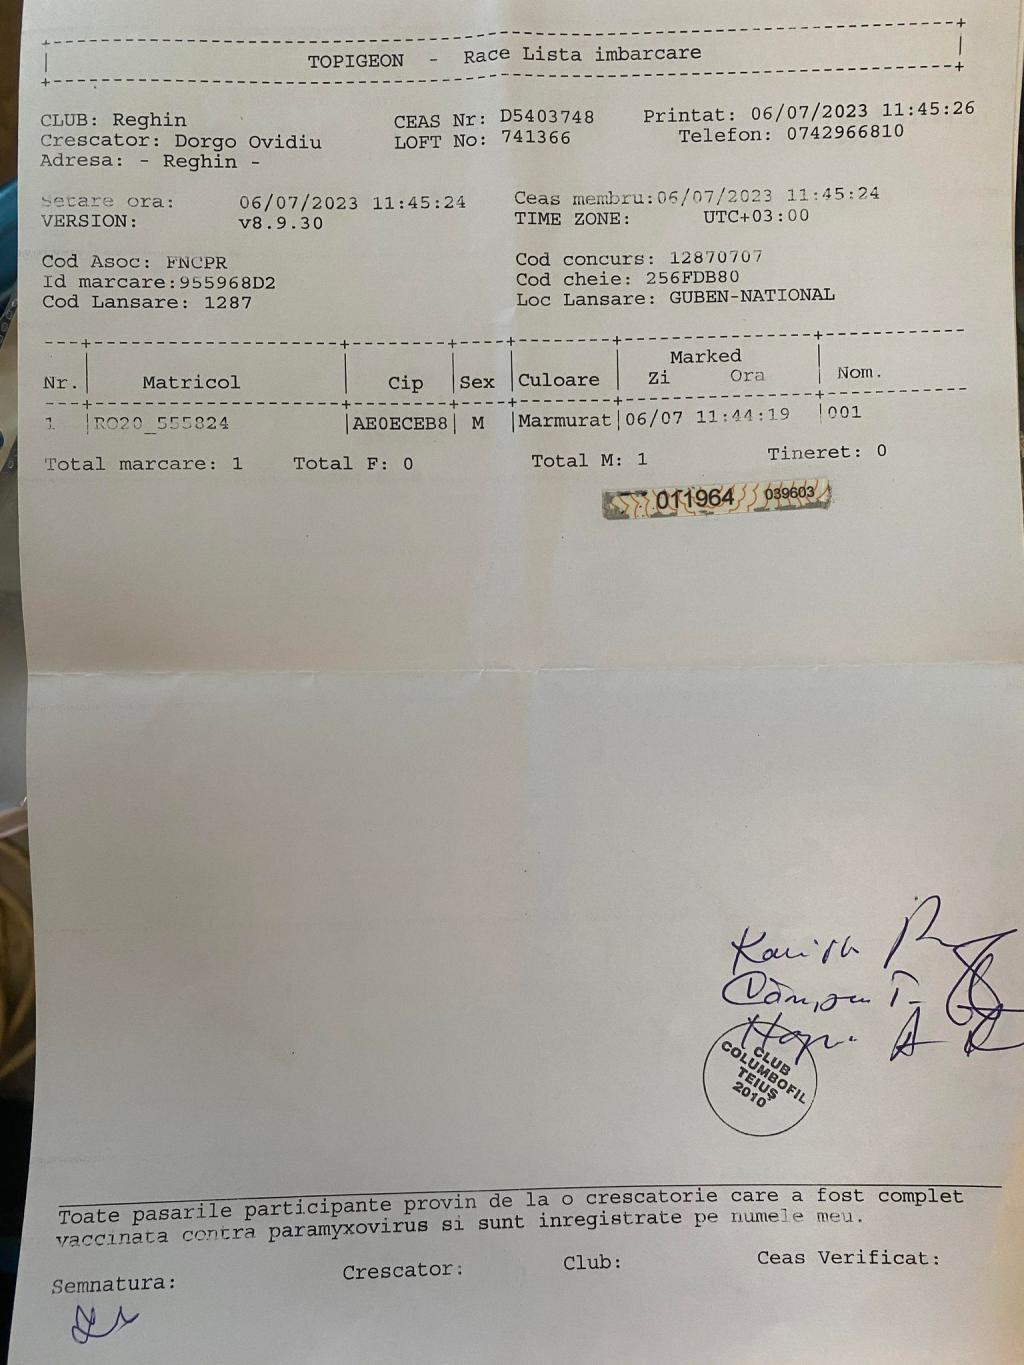 TOPIGEON - Race Lista imbarcare
CLUB: Reghin CEAS Nr: D5403748 Printat: 06/07/2023 11:45:26
Crescator: Dorgo Ovidiu LOFT No: 741366 Telefon: 0742966810
Adresa: - Reghin -
Setare ora: 06/07/2023 11:45:24 Ceas membru:06/07/2023 11:45:24
VERSION: v8.9.30 TIME ZONE: UTC+03:00
Cod Asoc: FNCPR Cod concurs: 12870707
Id marcare:955968D2 Cod cheie: 256FDB80
Cod Lansare: 1287 Loc Lansare: GUBEN-NATIONAL
Marked
Nr. Matricol Cip Sex Culoare Zi Ora Nom.
1 RO20_555824 AE0ECEB8 M Marmurat 06/07 11:44:19 001
Total marcare: 1 Total F: 0 Total M: 1 Tineret: 0
011964 039603
CLUB
COLUMBOFIL
TEIUȘ
2010
Toate pasarile participante provin de la o crescatorie care a fost complet
vaccinata contra paramyxovirus si sunt inregistrate pe numele meu.
Semnatura: Crescator: Club: Ceas Verificat: